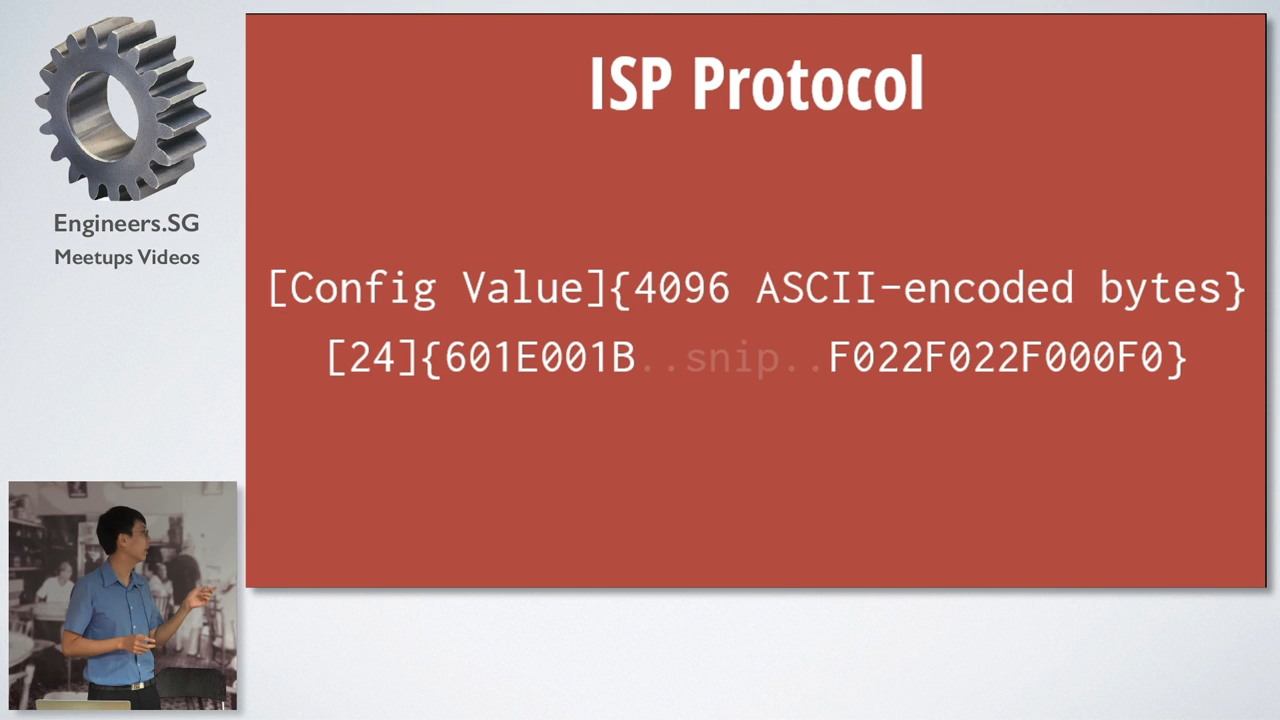 Engineers.SG
Meetups Videos
ISP Protocol
[Config Value]{4096 ASCII-encoded bytes}
[24]{601E001B..snip..F022F022F000F0}